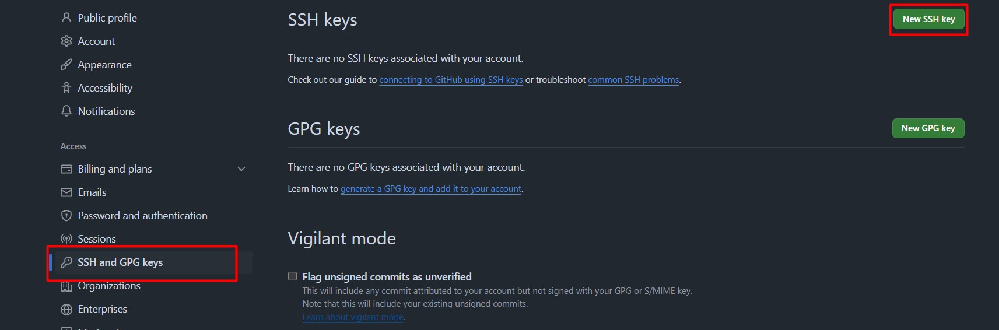 Public profile
Account
Appearance
Accessibility
Notifications
Access
Billing and plans
Emails
Password and authentication
Sessions
SSH and GPG keys
Organizations
Enterprises
SSH keys
New SSH key
There are no SSH keys associated with your account.
Check out our guide to connecting to GitHub using SSH keys or troubleshoot common SSH problems.
GPG keys
New GPG key
There are no GPG keys associated with your account.
Learn how to generate a GPG key and add it to your account.
Vigilant mode
Flag unsigned commits as unverified
This will include any commit attributed to your account but not signed with your GPG or S/MIME key.
Note that this will include your existing unsigned commits.
Learn about vigilant mode.